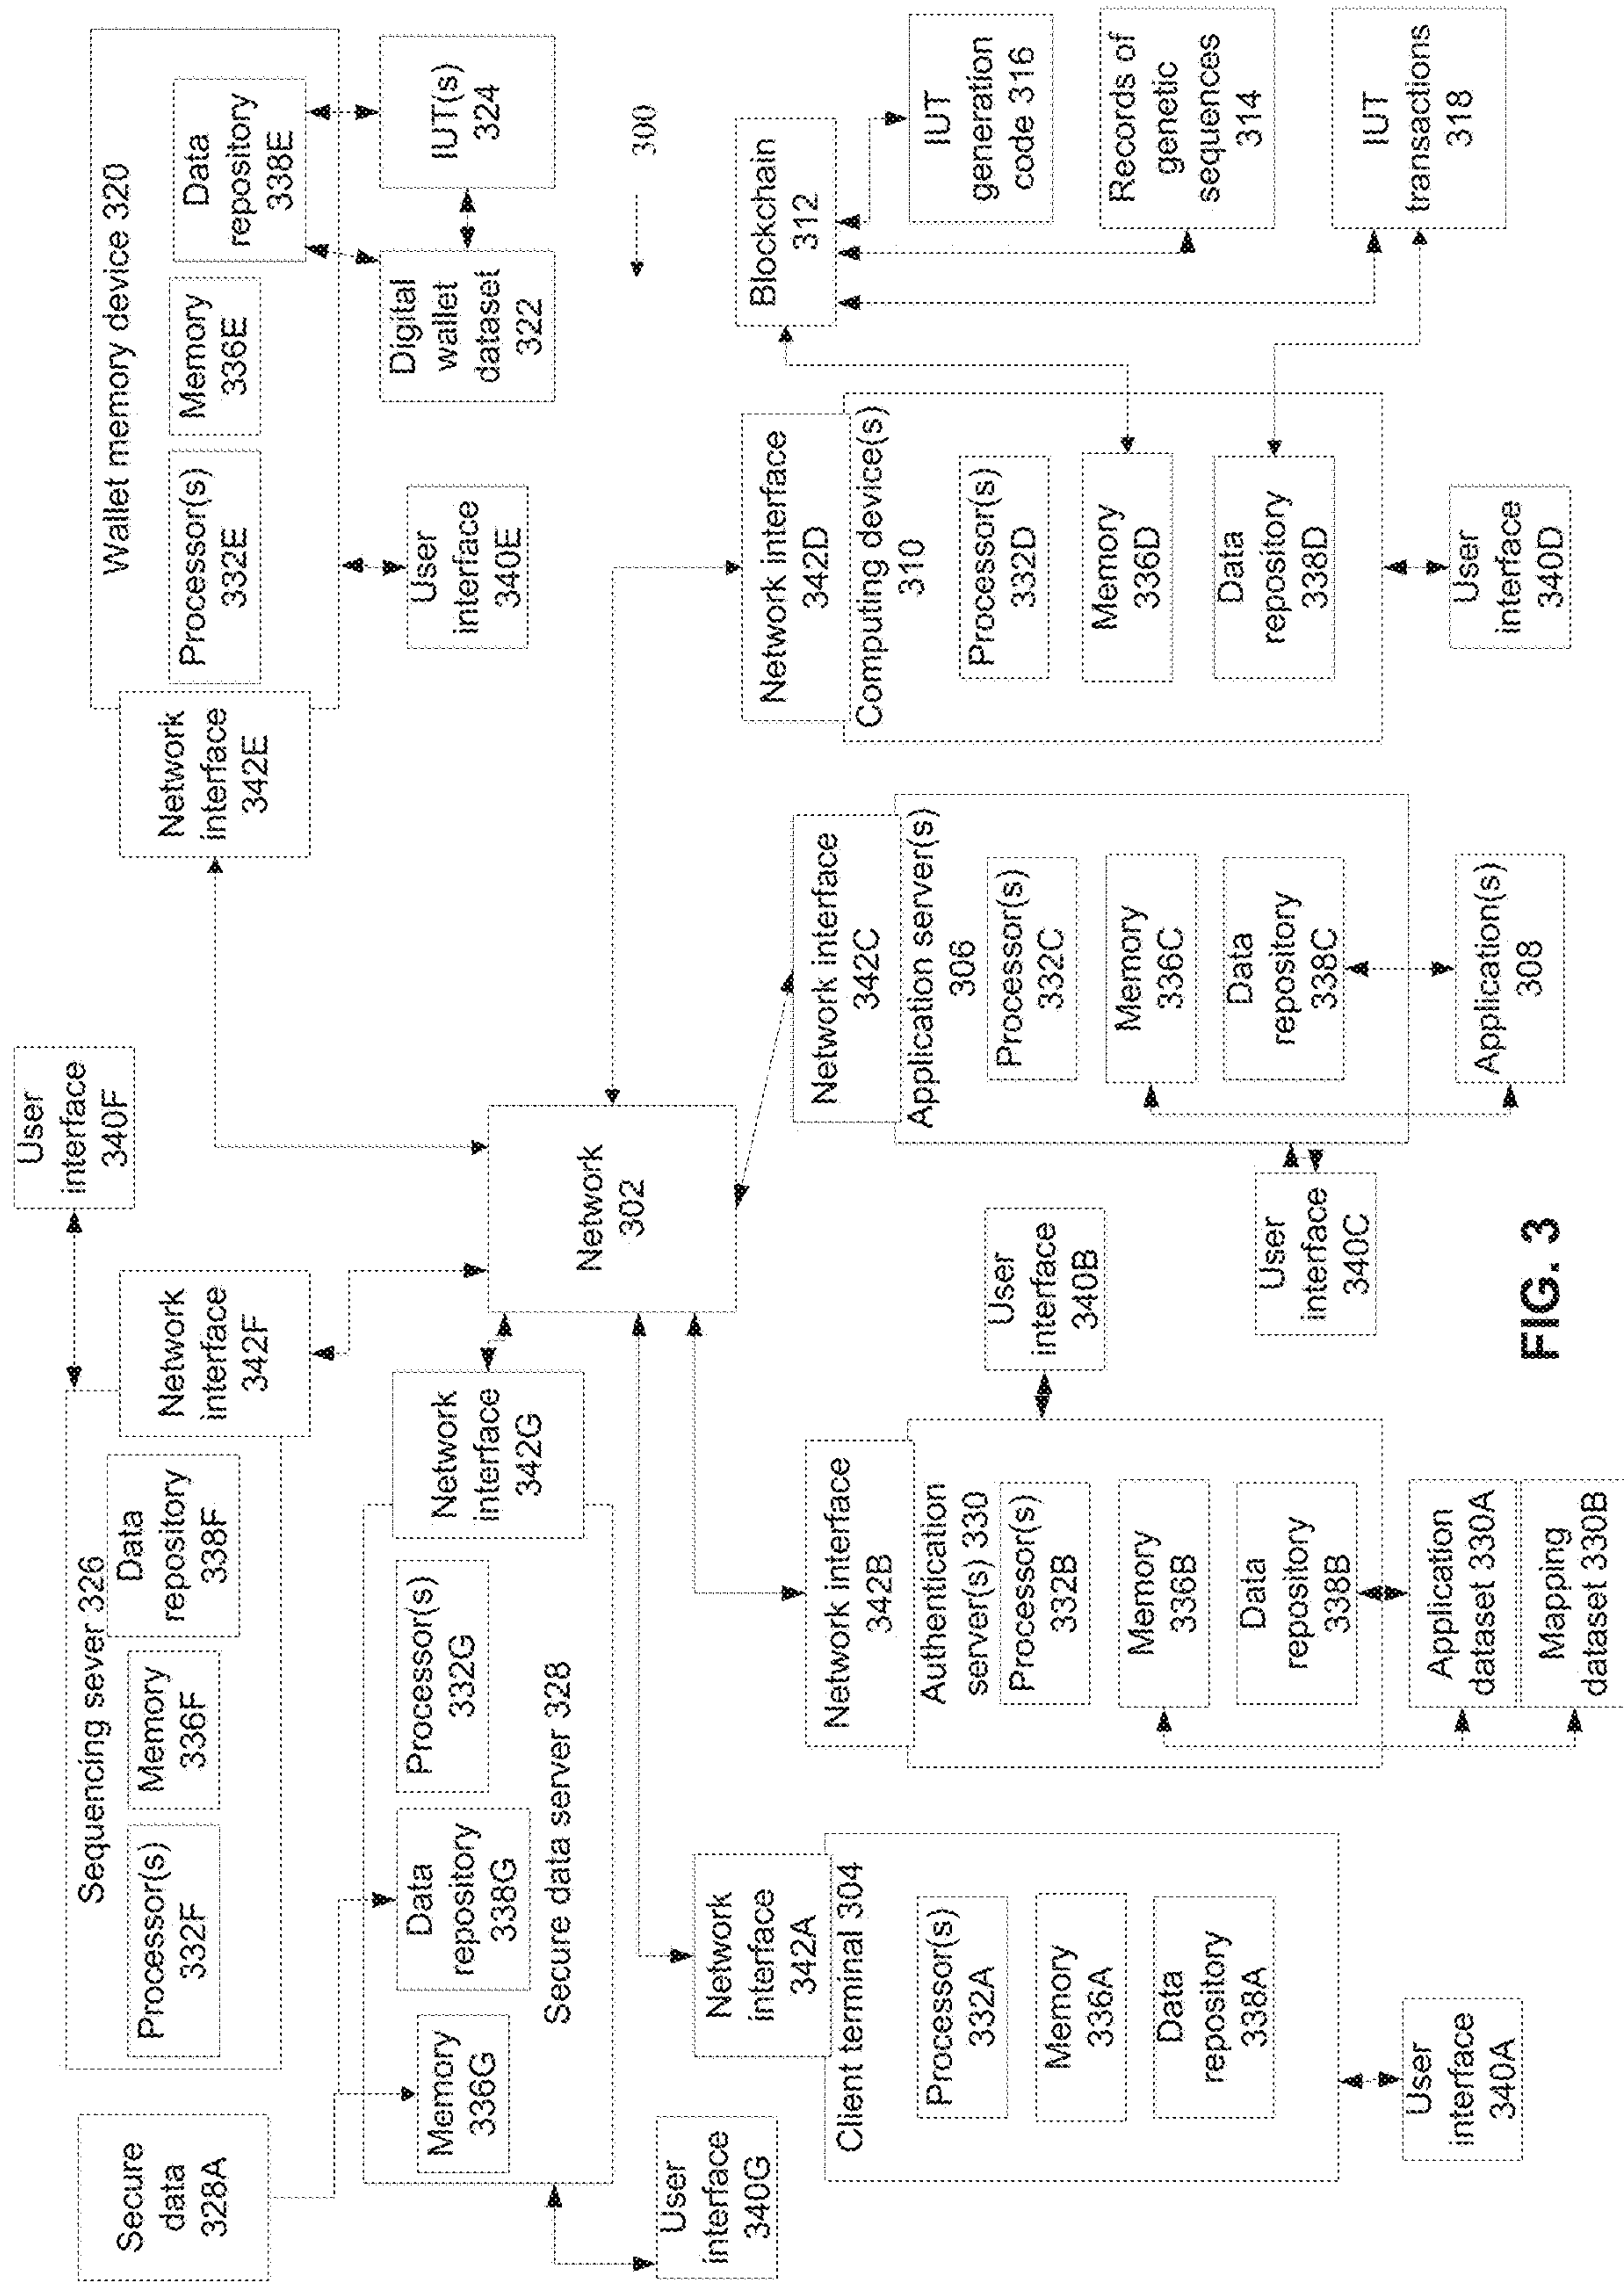 Secure
data
328A
Sequencing sever 326
Processor(s)
332F
Memory
336F
Data
repository
338F
Network
interface
342F
User
interface
340F
Wallet memory device 320
Network
interface
342E
Processor(s)
332E
Memory
336E
Data
repository
338E
User
interface
340E
Digital
wallet
dataset
322
IUT(s)
324
300
Memory
336G
Data
repository
338G
Processor(s)
332G
Secure data server 328
Network
interface
342G
User
interface
340G
Network
302
Network
interface
342A
Client terminal 304
Processor(s)
332A
Memory
336A
Data
repository
338A
User
interface
340A
Network interface
342B
Authentication
server(s) 330
Processor(s)
332B
Memory
336B
Data
repository
338B
Application
dataset 330A
Mapping
dataset 330B
User
interface
340B
Network interface
342C
Application server(s)
306
Processor(s)
332C
Memory
336C
Data
repository
338C
User
interface
340C
Application(s)
308
Network interface
342D
Computing device(s)
310
Processor(s)
332D
Memory
336D
Data
repository
338D
User
interface
340D
Blockchain
312
IUT
generation
code 316
Records of
genetic
sequences
314
IUT
transactions
318
FIG. 3